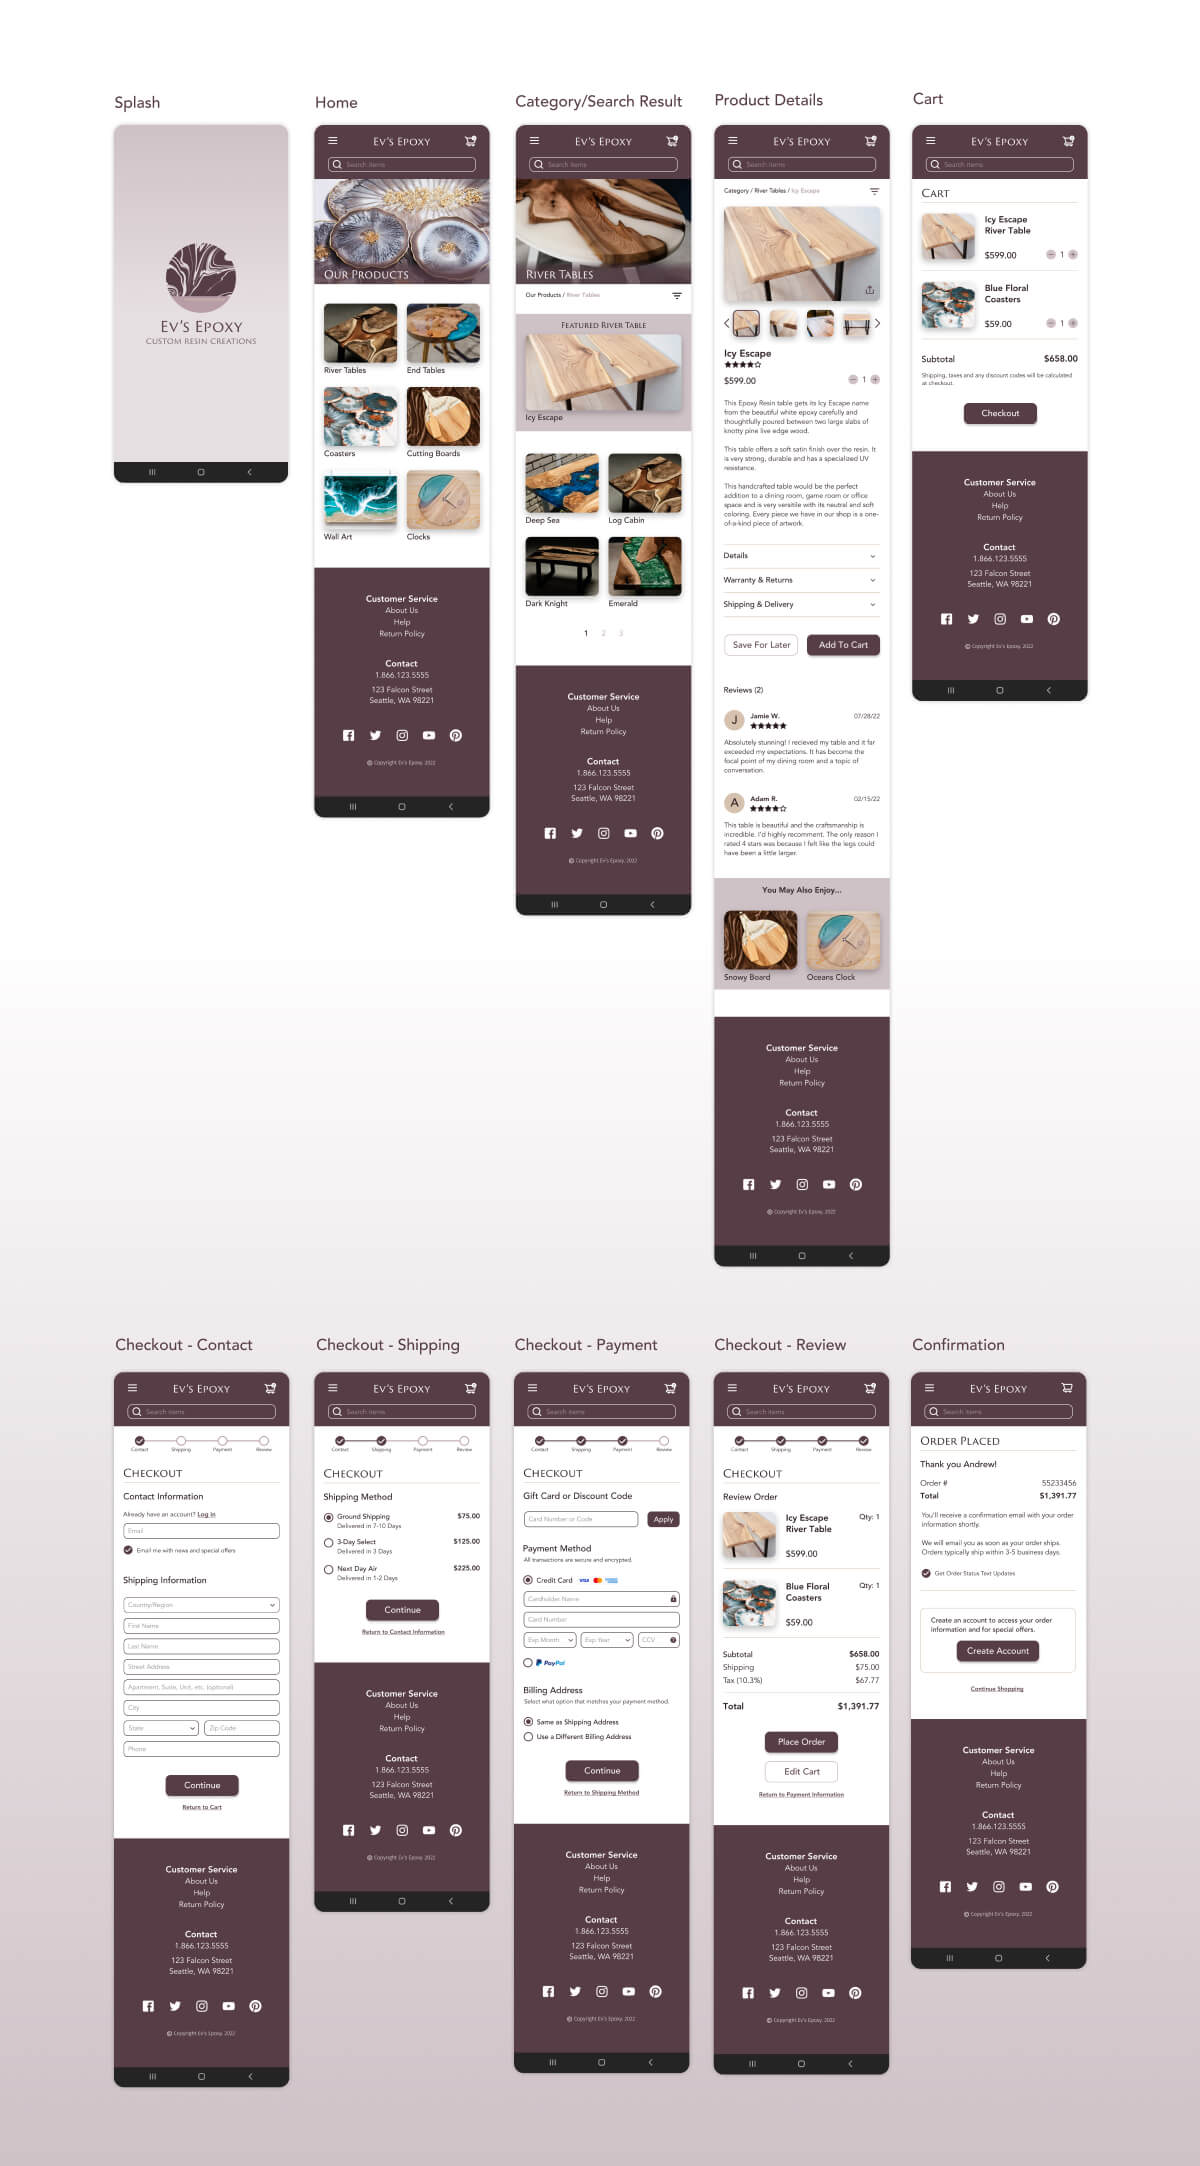 Splash
EV'S EPOXY
CUSTOM RESIN CREATIONS
Home
EV'S EPOXY
Search items
OUR PRODUCTS
River Tables
End Tables
Coasters
Cutting Boards
Wall Art
Clocks
Customer Service
About Us
Help
Return Policy
Contact
1.866.123.5555
123 Falcon Street
Seattle, WA 98221
© Copyright Ev's Epoxy, 2022
Category/Search Result
EV'S EPOXY
Search items
RIVER TABLES
Our Products / River Tables
FEATURED RIVER TABLE
Icy Escape
Deep Sea
Log Cabin
Dark Knight
Emerald
1 2 3
Customer Service
About Us
Help
Return Policy
Contact
1.866.123.5555
123 Falcon Street
Seattle, WA 98221
© Copyright Ev's Epoxy, 2022
Product Details
EV'S EPOXY
Search items
Category / River Tables / Icy Escape
Icy Escape
$599.00
1
This Epoxy Resin table gets its Icy Escape name
from the beautiful white epoxy carefully and
thoughtfully poured between two large slabs of
knotty pine live edge wood.
This table offers a soft satin finish over the resin. It
is very strong, durable and has a specialized UV
resistance.
This handcrafted table would be the perfect
addition to a dining room, game room or office
space and is very versitile with its neutral and soft
coloring. Every piece we have in our shop is a one-
of-a-kind piece of artwork.
Details
Warranty & Returns
Shipping & Delivery
Save For Later
Add To Cart
Reviews (2)
J
Jamie W.
07/28/22
Absolutely stunning! I recieved my table and it far
exceeded my expectations. It has become the
focal point of my dining room and a topic of
conversation.
A
Adam R.
02/15/22
This table is beautiful and the craftsmanship is
incredible. I'd highly recomment. The only reason I
rated 4 stars was because I felt like the legs could
have been a little larger.
You May Also Enjoy...
Snowy Board
Oceans Clock
Customer Service
About Us
Help
Return Policy
Contact
1.866.123.5555
123 Falcon Street
Seattle, WA 98221
© Copyright Ev's Epoxy, 2022
Cart
EV'S EPOXY
Search items
CART
Icy Escape
River Table
$599.00
1
Blue Floral
Coasters
$59.00
1
Subtotal
$658.00
Shipping, taxes and any discount codes will be calculated
at checkout.
Checkout
Customer Service
About Us
Help
Return Policy
Contact
1.866.123.5555
123 Falcon Street
Seattle, WA 98221
© Copyright Ev's Epoxy, 2022
Checkout - Contact
EV'S EPOXY
Search items
Contact Shipping Payment Review
CHECKOUT
Contact Information
Already have an account? Log In
Email
Email me with news and special offers
Shipping Information
Country/Region
First Name
Last Name
Street Address
Apartment, Suite, Unit, etc. (optional)
City
State
Zip Code
Phone
Continue
Return to Cart
Customer Service
About Us
Help
Return Policy
Contact
1.866.123.5555
123 Falcon Street
Seattle, WA 98221
© Copyright Ev's Epoxy, 2022
Checkout - Shipping
EV'S EPOXY
Search items
Contact Shipping Payment Review
CHECKOUT
Shipping Method
Ground Shipping
$75.00
Delivered in 7-10 Days
3-Day Select
$125.00
Delivered in 3 Days
Next Day Air
$225.00
Delivered in 1-2 Days
Continue
Return to Contact Information
Customer Service
About Us
Help
Return Policy
Contact
1.866.123.5555
123 Falcon Street
Seattle, WA 98221
© Copyright Ev's Epoxy, 2022
Checkout - Payment
EV'S EPOXY
Search items
Contact Shipping Payment Review
CHECKOUT
Gift Card or Discount Code
Card Number or Code
Apply
Payment Method
All transactions are secure and encrypted.
Credit Card VISA
Cardholder Name
Card Number
Exp Month
Exp Year
CCV
PayPal
Billing Address
Select what option that matches your payment method.
Same as Shipping Address
Use a Different Billing Address
Continue
Return to Shipping Method
Customer Service
About Us
Help
Return Policy
Contact
1.866.123.5555
123 Falcon Street
Seattle, WA 98221
© Copyright Ev's Epoxy, 2022
Checkout - Review
EV'S EPOXY
Search items
Contact Shipping Payment Review
CHECKOUT
Review Order
Icy Escape
River Table
Qty: 1
$599.00
Blue Floral
Coasters
Qty: 1
$59.00
Subtotal
$658.00
Shipping
$75.00
Tax (10.3%)
$67.77
Total
$1,391.77
Place Order
Edit Cart
Return to Payment Information
Customer Service
About Us
Help
Return Policy
Contact
1.866.123.5555
123 Falcon Street
Seattle, WA 98221
© Copyright Ev's Epoxy, 2022
Confirmation
EV'S EPOXY
Search items
ORDER PLACED
Thank you Andrew!
Order #
55233456
Total
$1,391.77
You'll receive a confirmation email with your order
information shortly.
We will email you as soon as your order ships.
Orders typically ship within 3-5 business days.
Get Order Status Text Updates
Create an account to access your order
information and for special offers.
Create Account
Continue Shopping
Customer Service
About Us
Help
Return Policy
Contact
1.866.123.5555
123 Falcon Street
Seattle, WA 98221
© Copyright Ev's Epoxy, 2022